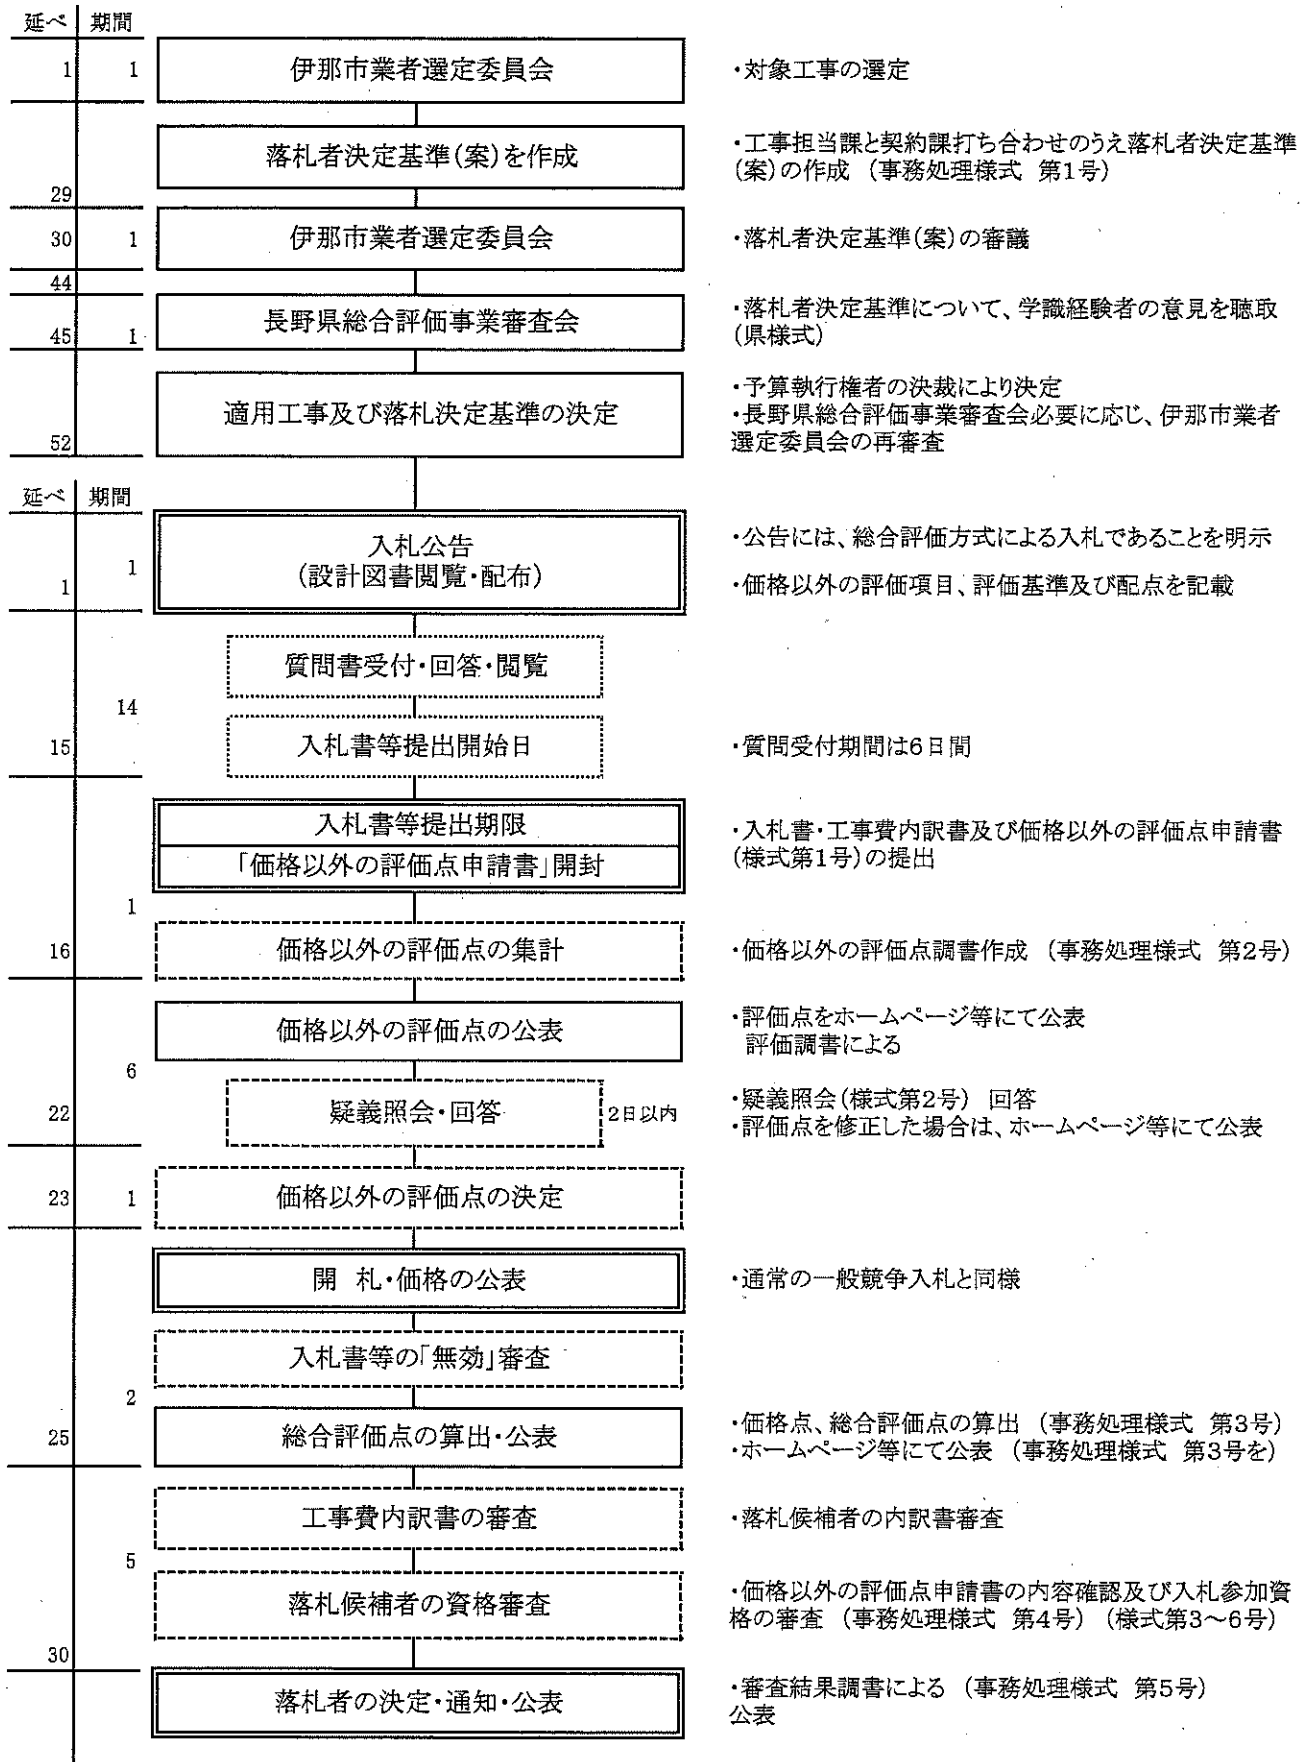 延べ 期間
1 1 伊那市業者選定委員会 ・対象工事の選定
落札者決定基準(案)を作成 ・工事担当課と契約課打ち合わせのうえ落札者決定基準
(案)の作成 (事務処理様式 第1号)
29
30 1 伊那市業者選定委員会 ・落札者決定基準(案)の審議
44
45 1 長野県総合評価事業審査会 ・落札者決定基準について、学識経験者の意見を聴取
(県様式)
52 適用工事及び落札決定基準の決定 ・予算執行権者の決裁により決定
・長野県総合評価事業審査会必要に応じ、伊那市業者
選定委員会の再審査
延べ 期間
1 1 入札公告 ・公告には、総合評価方式による入札であることを明示
(設計図書閲覧・配布) ・価格以外の評価項目、評価基準及び配点を記載
質問書受付・回答・閲覧
14
15 入札書等提出開始日 ・質問受付期間は6日間
入札書等提出期限 ・入札書・工事費内訳書及び価格以外の評価点申請書
「価格以外の評価点申請書」開封 (様式第1号)の提出
1
16 価格以外の評価点の集計 ・価格以外の評価点調書作成 (事務処理様式 第2号)
価格以外の評価点の公表 ・評価点をホームページ等にて公表
評価調書による
6
22 疑義照会・回答 2日以内 ・疑義照会(様式第2号) 回答
・評価点を修正した場合は、ホームページ等にて公表
23 1 価格以外の評価点の決定
開 札・価格の公表 ・通常の一般競争入札と同様
入札書等の「無効」審査
2
25 総合評価点の算出・公表 ・価格点、総合評価点の算出 (事務処理様式 第3号)
・ホームページ等にて公表 (事務処理様式 第3号を)
工事費内訳書の審査 ・落札候補者の内訳書審査
5
落札候補者の資格審査 ・価格以外の評価点申請書の内容確認及び入札参加資
格の審査 (事務処理様式 第4号) (様式第3～6号)
30
落札者の決定・通知・公表 ・審査結果調書による (事務処理様式 第5号)
公表